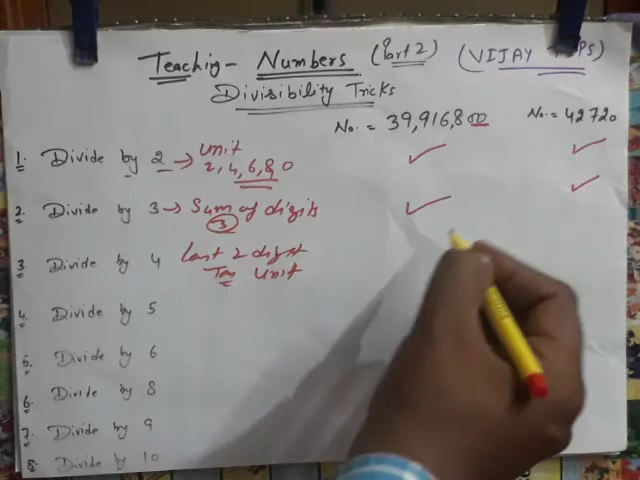 Teaching - Numbers (Part 2) (VIJAY
Divisibility Tricks
No. = 39,916,800 No. = 42720
1. Divide by 2 → Unit
2, 4, 6, 8, 0
2. Divide by 3 → Sum of digits
3
3. Divide by 4 Last 2 digit
Ten Unit
4. Divide by 5
5. Divide by 6
6. Divide by 8
7. Divide by 9
8. Divide by 10